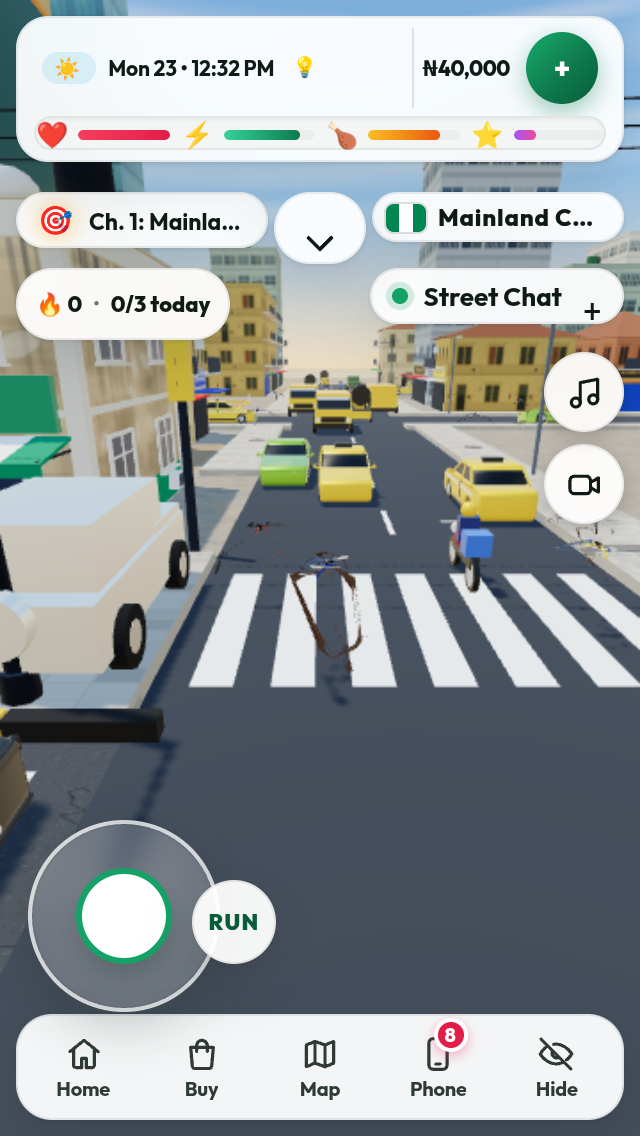 Mon 23 • 12:32 PM
₦40,000
+
Ch. 1: Mainla...
Mainland C...
0 • 0/3 today
Street Chat
+
RUN
8
Home
Buy
Map
Phone
Hide